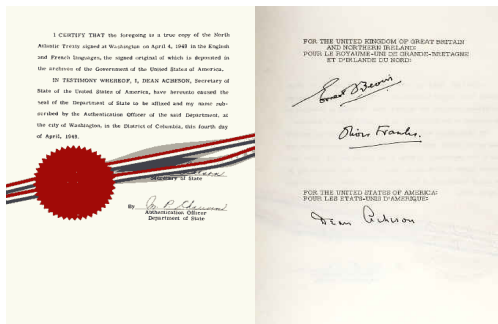 I CERTIFY THAT the foregoing is a true copy of the North
Atlantic Treaty signed at Washington on April 4, 1949 in the English
and French languages, the signed original of which is deposited in
the archives of the Government of the United States of America.
IN TESTIMONY WHEREOF, I, DEAN ACHESON, Secretary of
State of the United States of America, have hereunto caused the
seal of the Department of State to be affixed and my name sub-
scribed by the Authentication Officer of the said Department, at
the city of Washington, in the District of Columbia, this fourth day
of April, 1949.
Secretary of State
By
Authentication Officer
Department of State
FOR THE UNITED KINGDOM OF GREAT BRITAIN
AND NORTHERN IRELAND:
POUR LE ROYAUME-UNI DE GRANDE-BRETAGNE
ET D'IRLANDE DU NORD:
Ernest Bevin
Oliver Franks.
FOR THE UNITED STATES OF AMERICA:
POUR LES ETATS-UNIS D'AMERIQUE:
Dean Acheson